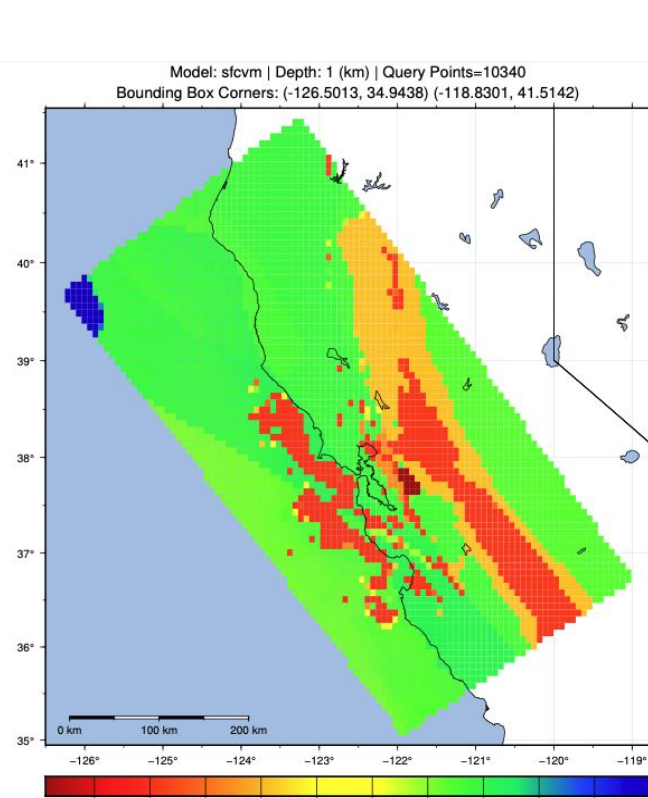 Model: sfcvm | Depth: 1 (km) | Query Points=10340
Bounding Box Corners: (-126.5013, 34.9438) (-118.8301, 41.5142)
41°
40°
39°
38°
37°
36°
35°
0 km 100 km 200 km
−126° −125° −124° −123° −122° −121° −120° −119°